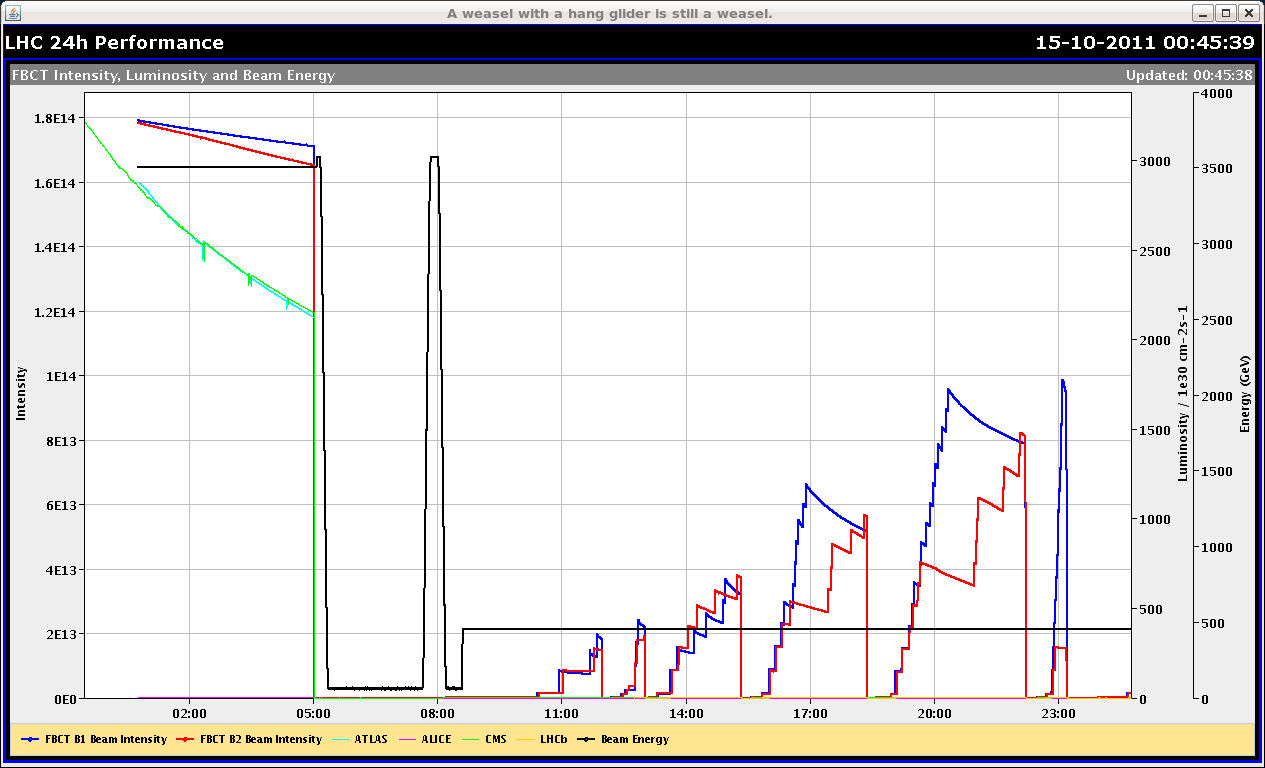 A weasel with a hang glider is still a weasel.
LHC 24h Performance
15-10-2011 00:45:39
FBCT Intensity, Luminosity and Beam Energy
Updated: 00:45:38
1.8E14
1.6E14
1.4E14
1.2E14
1E14
8E13
6E13
4E13
2E13
0E0
Intensity
3000
2500
2000
1500
1000
500
0
Luminosity / 1e30 cm-2s-1
4000
3500
3000
2500
2000
1500
1000
500
0
Energy (GeV)
02:00 05:00 08:00 11:00 14:00 17:00 20:00 23:00
FBCT B1 Beam Intensity FBCT B2 Beam Intensity ATLAS ALICE CMS LHCb Beam Energy